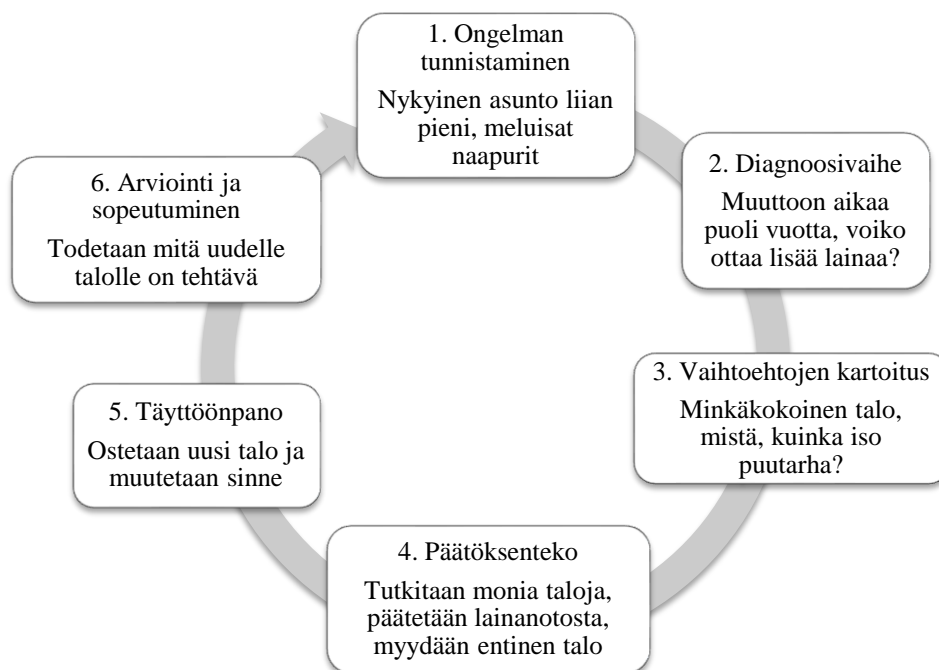 1. Ongelman
tunnistaminen
Nykyinen asunto liian
pieni, meluisat
naapurit
2. Diagnoosivaihe
Muuttoon aikaa
puoli vuotta, voiko
ottaa lisää lainaa?
3. Vaihtoehtojen kartoitus
Minkäkokoinen talo,
mistä, kuinka iso
puutarha?
4. Päätöksenteko
Tutkitaan monia taloja,
päätetään lainanotosta,
myydään entinen talo
5. Täyttöönpano
Ostetaan uusi talo ja
muutetaan sinne
6. Arviointi ja
sopeutuminen
Todetaan mitä uudelle
talolle on tehtävä